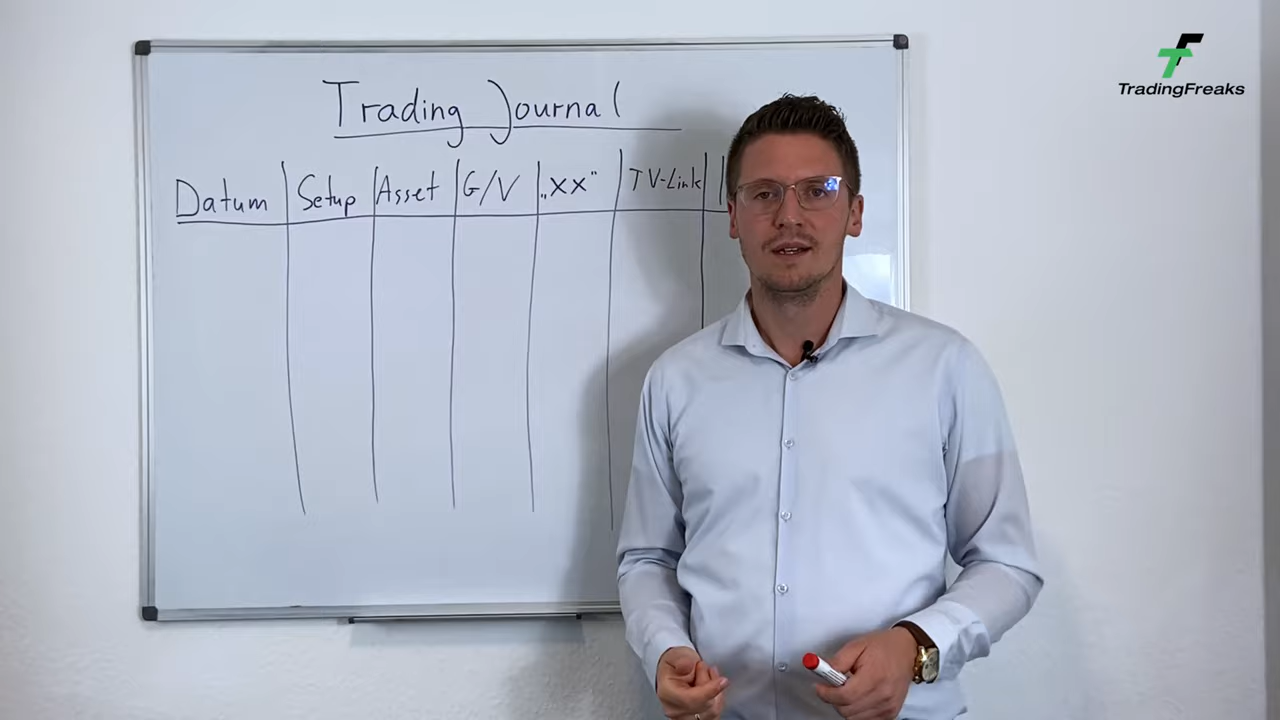 TradingFreaks
Trading Journal
Datum Setup Asset G/V „XX“ TV-Link